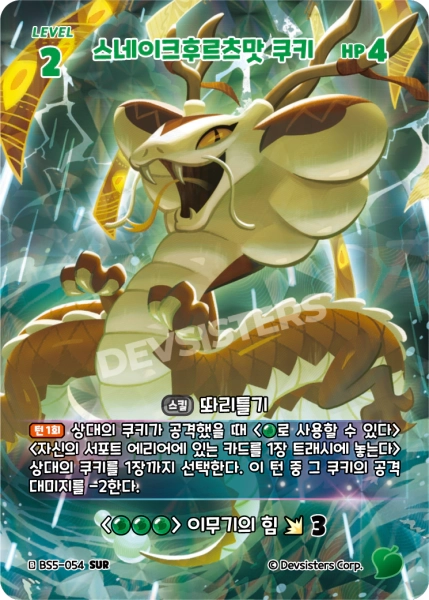 LEVEL 2 스네이크후르츠맛 쿠키 HP 4
DEVSISTERS
스킬 똬리틀기
턴 1회 상대의 쿠키가 공격했을 때 <로 사용할 수 있다>
<자신의 서포트 에리어에 있는 카드를 1장 트래시에 놓는다>
상대의 쿠키를 1장까지 선택한다. 이 턴 중 그 쿠키의 공격
대미지를 -2한다.
< > 이무기의 힘 3
B BS5-054 SUR © Devsisters Corp.